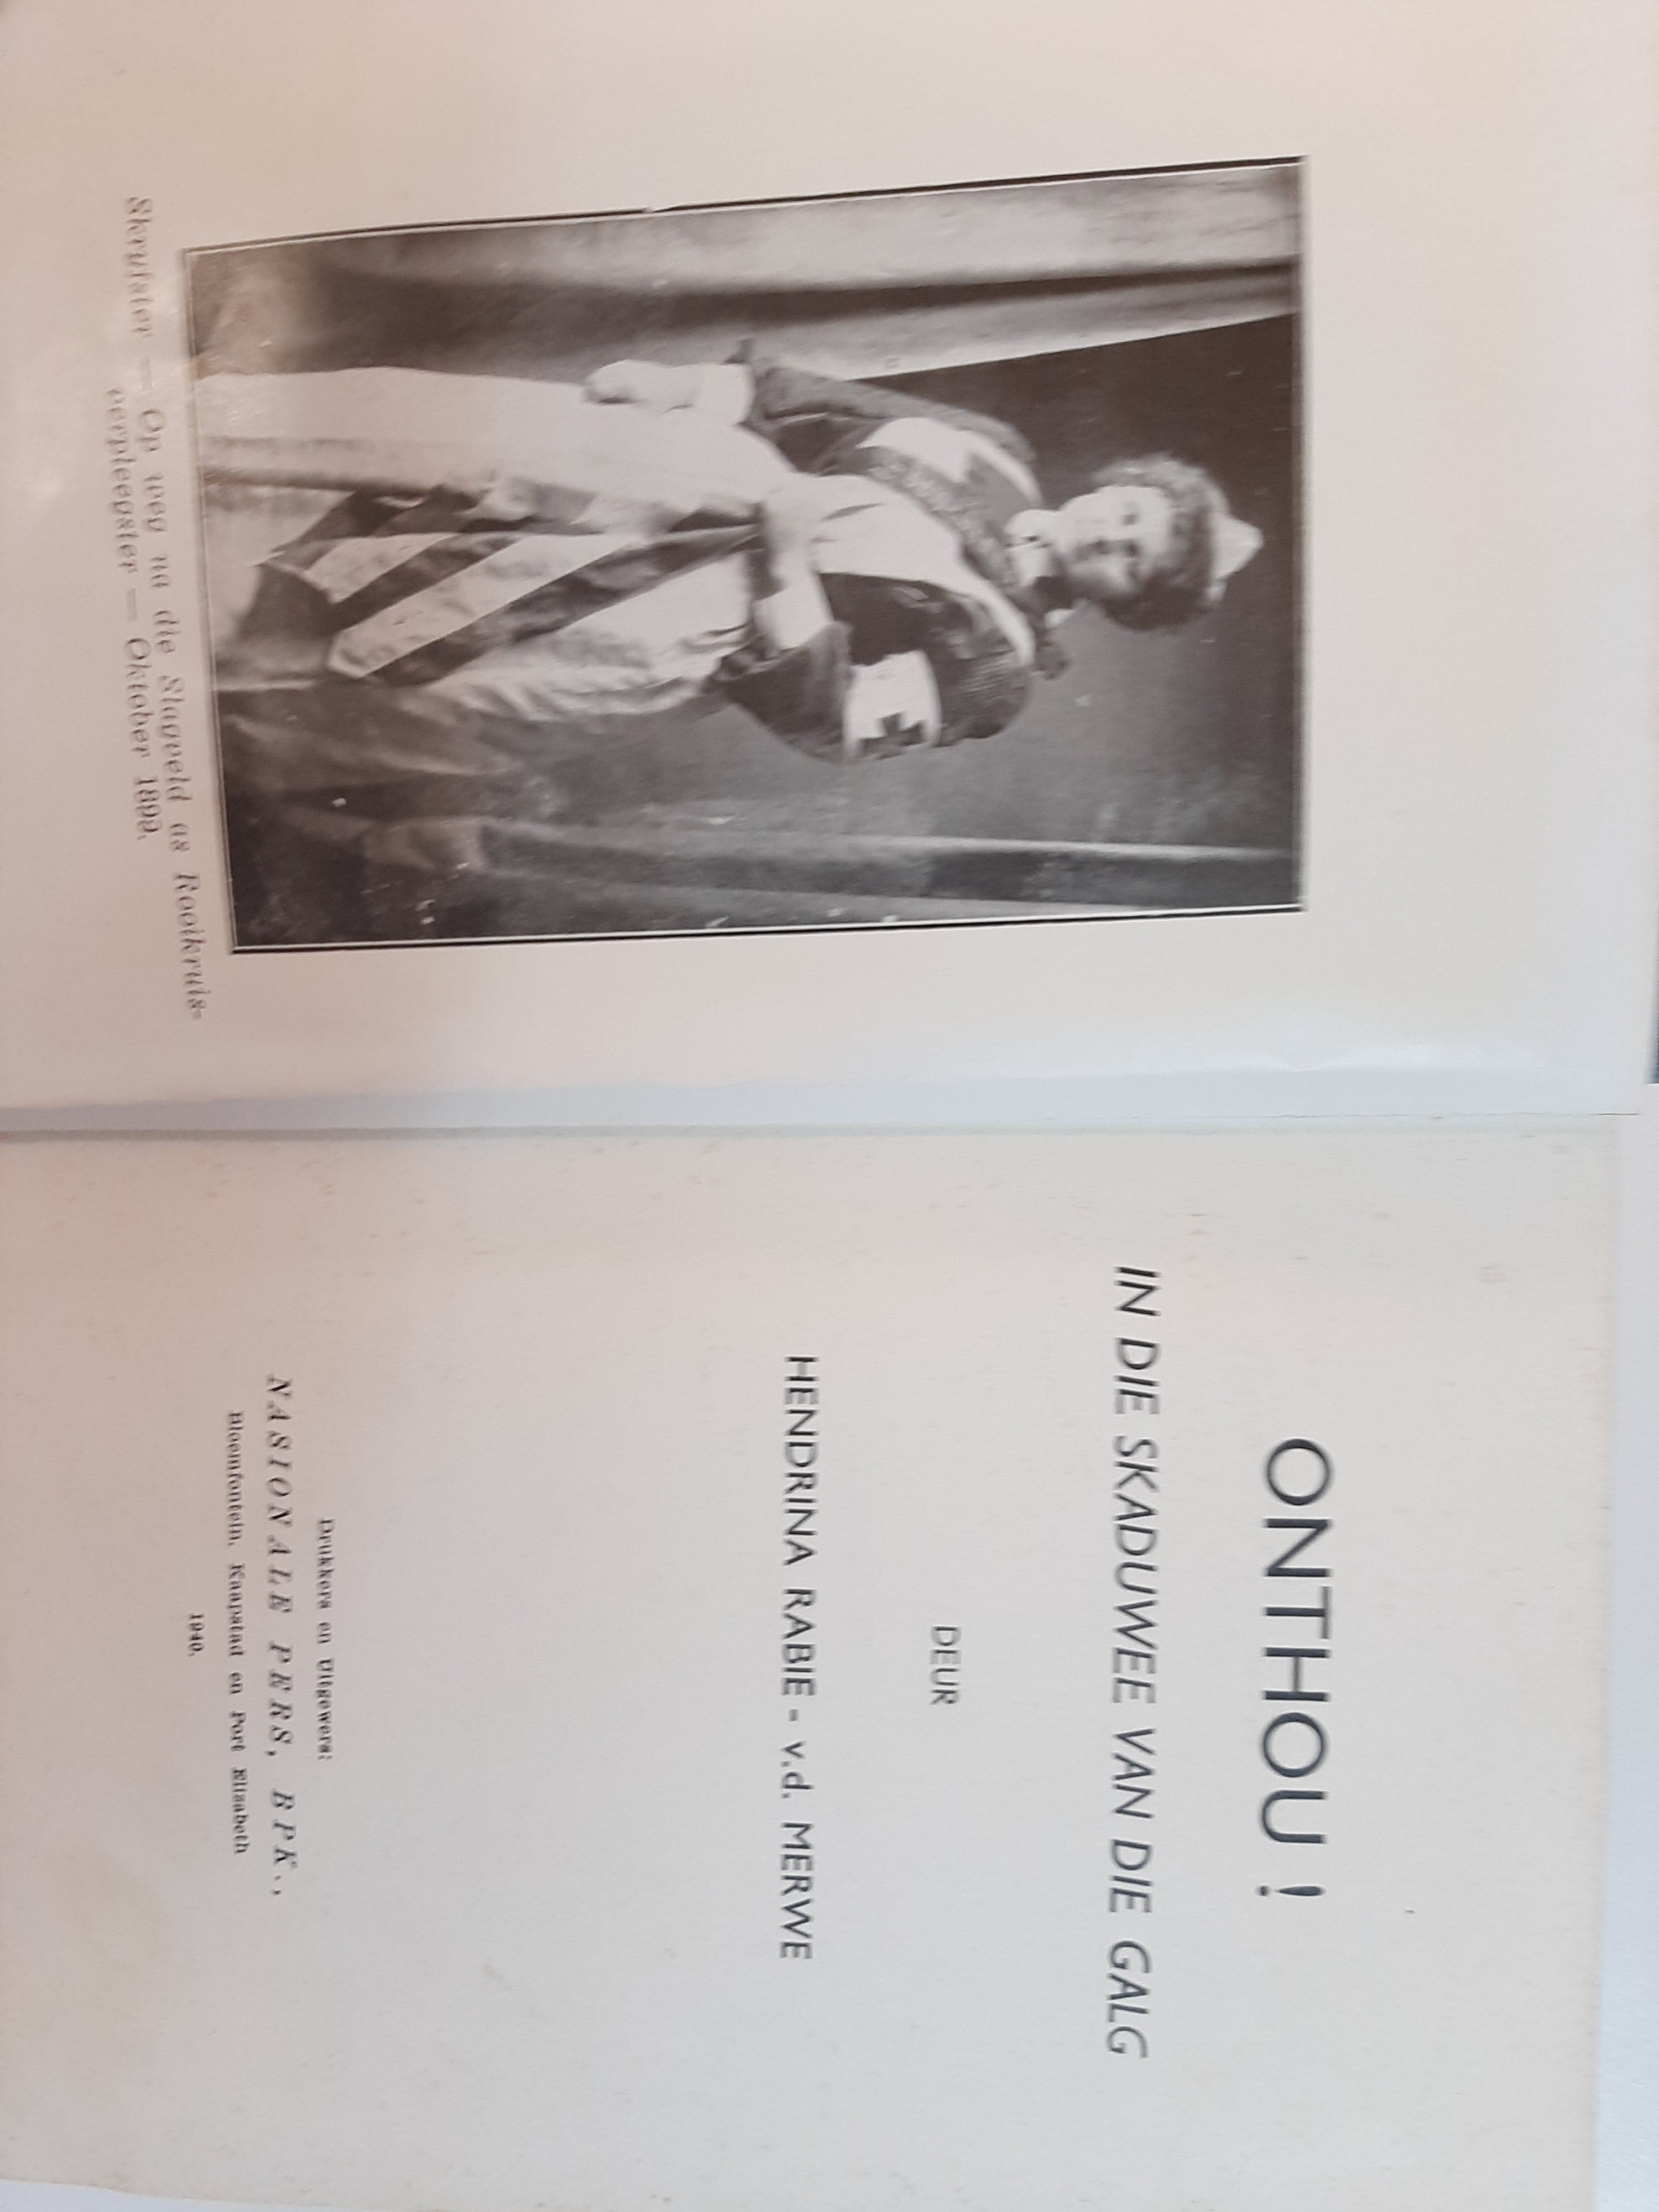 Skryfster — Op weg na die Slagveld as Rooikruis-
verpleegster — Oktober 1899.
ONTHOU !
IN DIE SKADUWEE VAN DIE GALG
DEUR
HENDRINA RABIE - v.d. MERWE
Drukkers en Uitgewers:
NASIONALE PERS, BPK.,
Bloemfontein, Kaapstad en Port Elisabeth
1940.